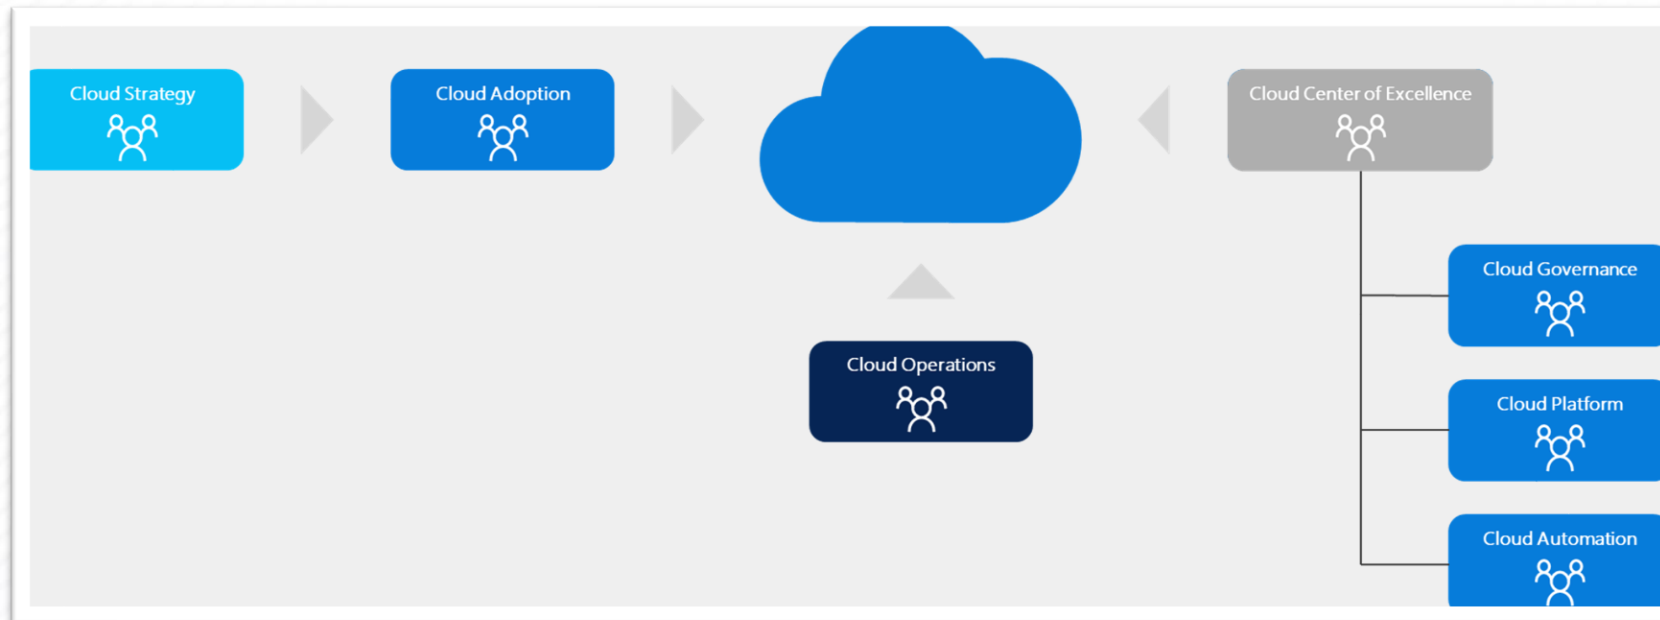 Cloud Strategy
Cloud Adoption
Cloud Center of Excellence
Cloud Governance
Cloud Operations
Cloud Platform
Cloud Automation